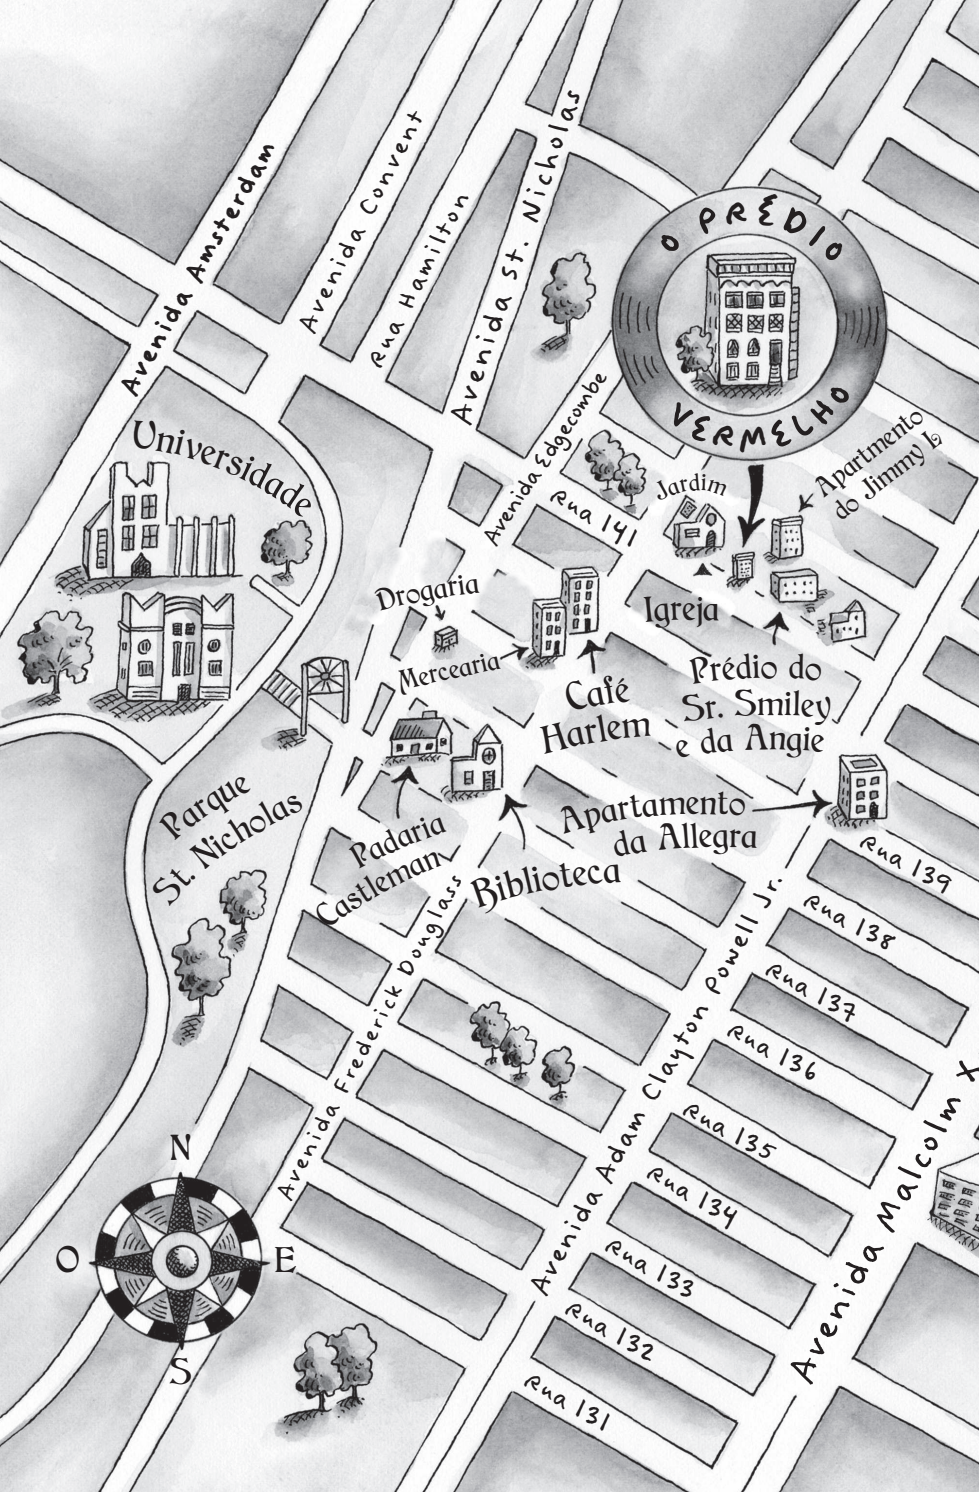 Avenida Amsterdam
Avenida Convent
Rua Hamilton
Avenida St. Nicholas
O PRÉDIO
VERMELHO
Avenida Edgecombe
Universidade
Rua 141
Jardim
Apartmento
do Jimmy L
Drogaria
Mercearia
Igreja
Café
Harlem
Prédio do
Sr. Smiley
e da Angie
Parque
St. Nicholas
Padaria
Castleman
Biblioteca
Apartamento
da Allegra
Rua 139
Rua 138
Rua 137
Rua 136
Rua 135
Rua 134
Rua 133
Rua 132
Rua 131
Avenida Frederick Douglass
Avenida Adam Clayton Powell Jr.
Avenida Malcolm X
N
O
E
S